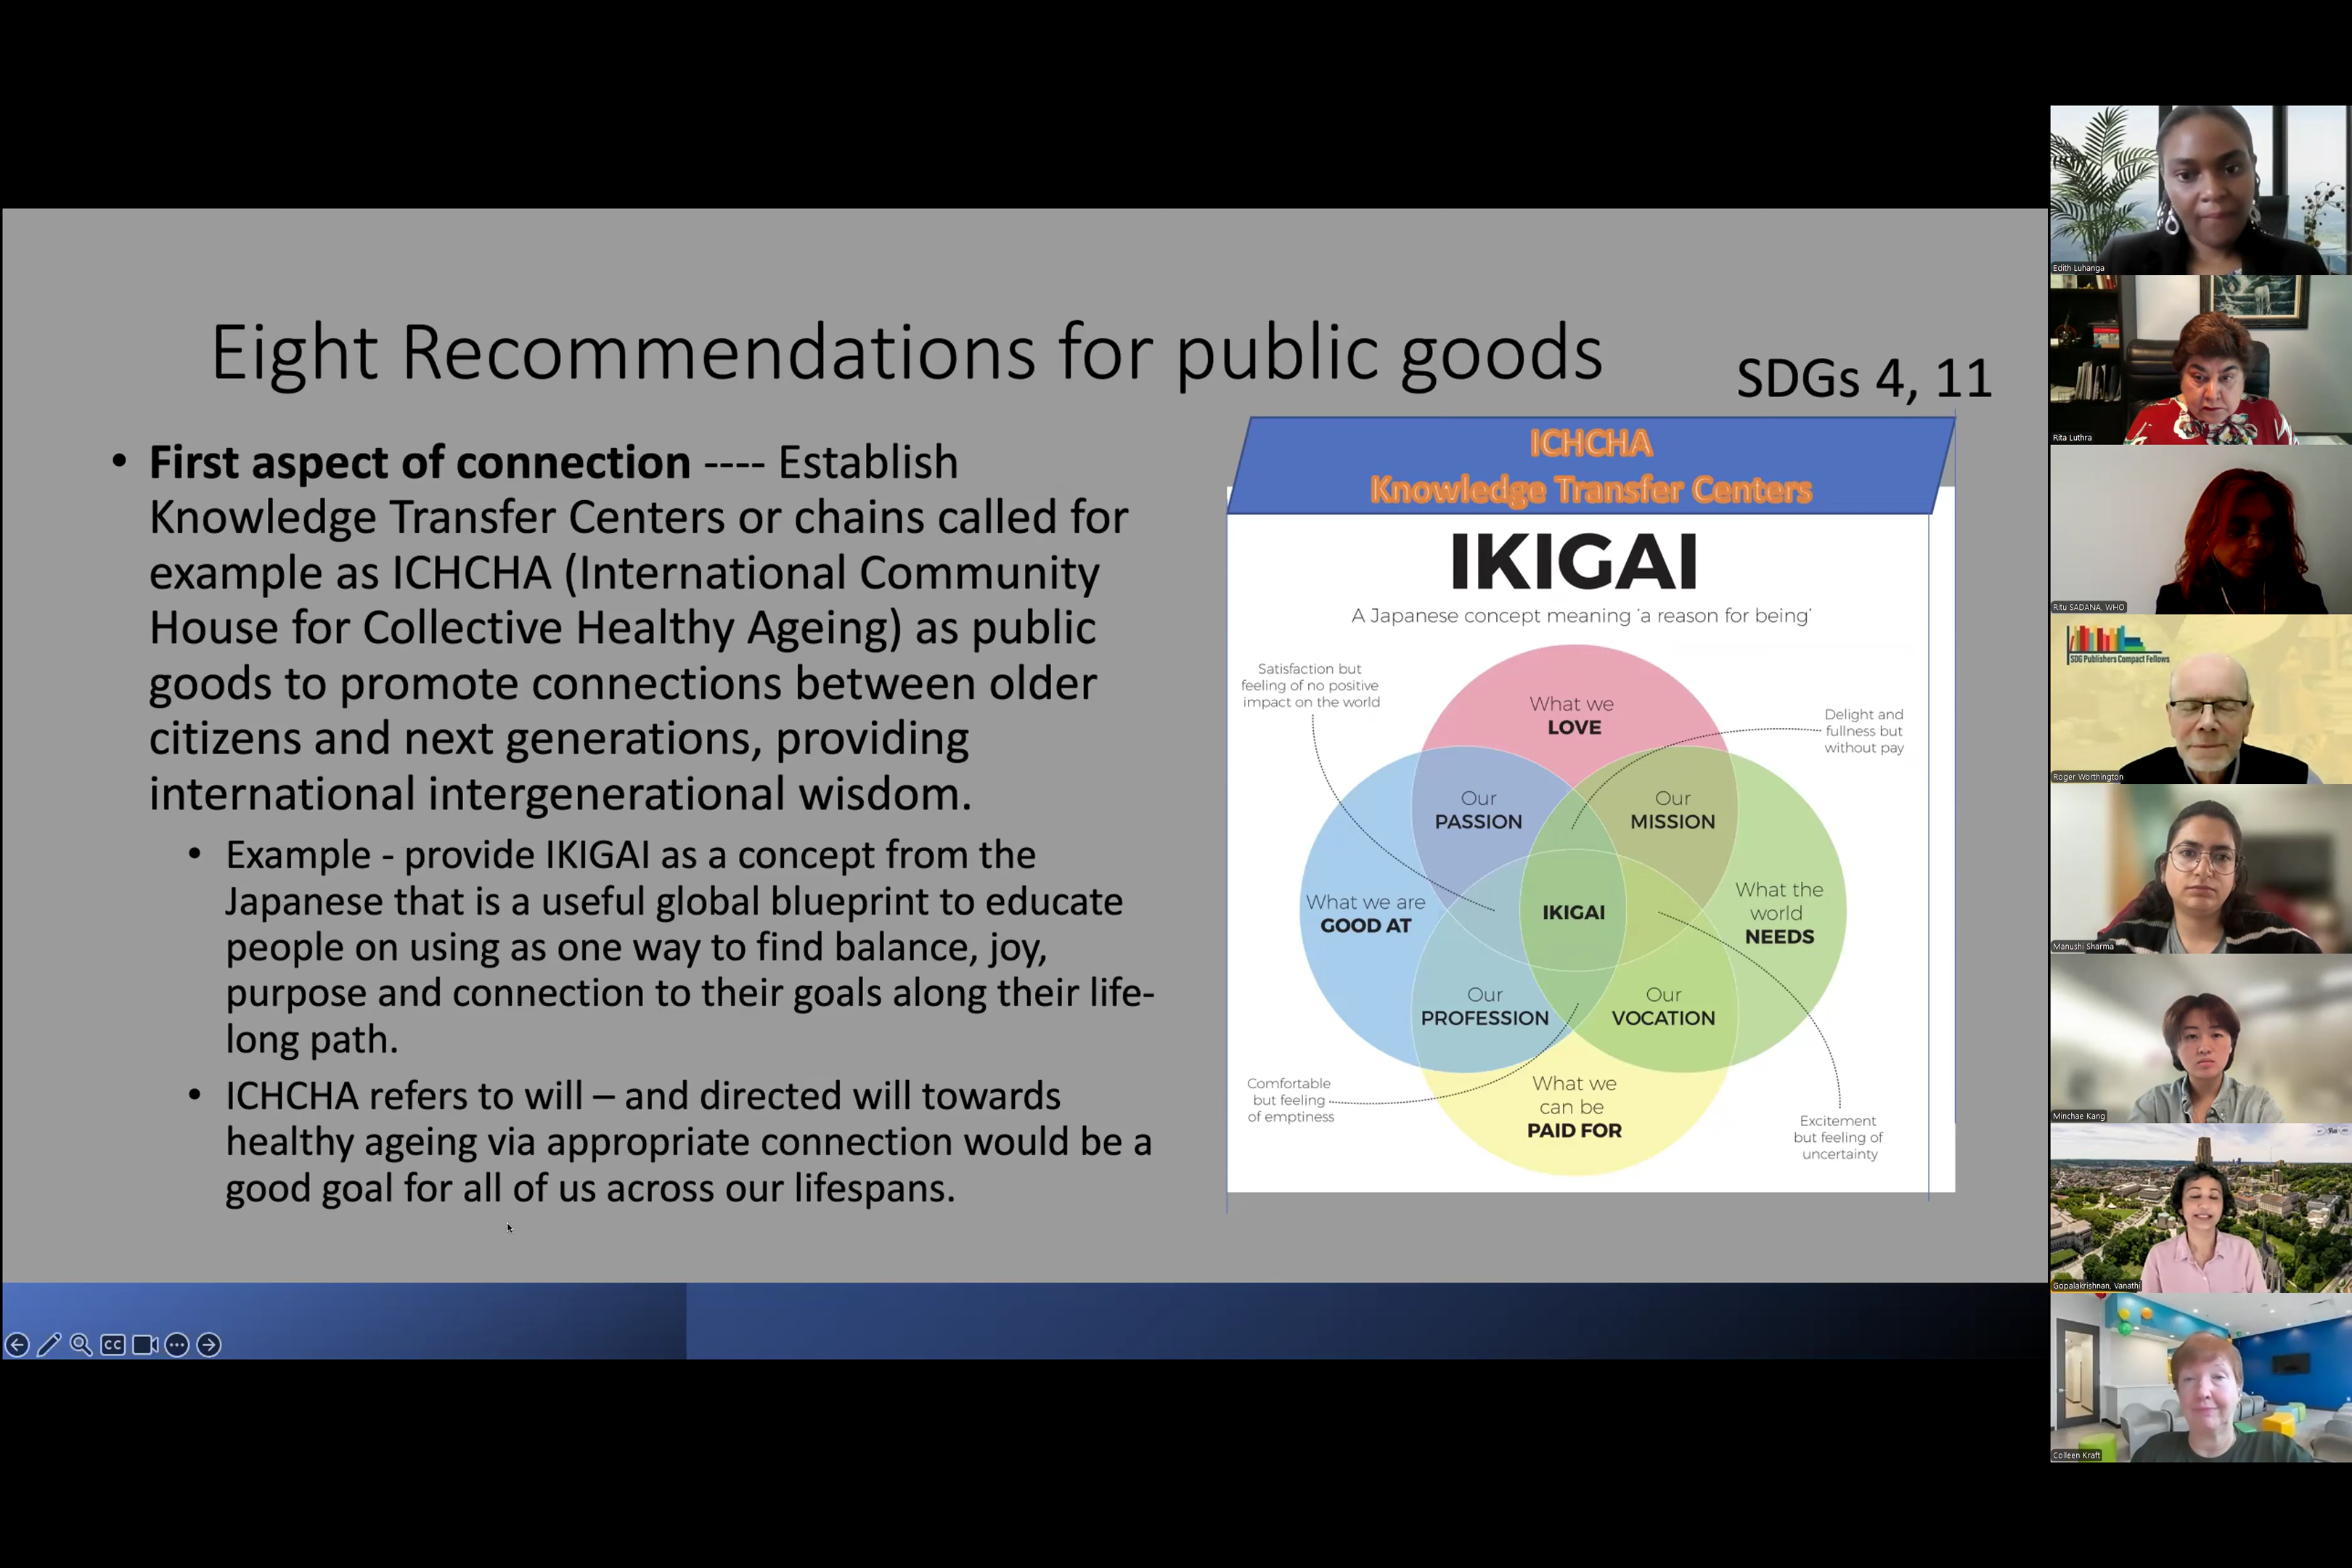 Eight Recommendations for public goods
SDGs 4, 11
• First aspect of connection ---- Establish
Knowledge Transfer Centers or chains called for
example as ICHCHA (International Community
House for Collective Healthy Ageing) as public
goods to promote connections between older
citizens and next generations, providing
international intergenerational wisdom.
• Example - provide IKIGAI as a concept from the
Japanese that is a useful global blueprint to educate
people on using as one way to find balance, joy,
purpose and connection to their goals along their life-
long path.
• ICHCHA refers to will – and directed will towards
healthy ageing via appropriate connection would be a
good goal for all of us across our lifespans.
ICHCHA
Knowledge Transfer Centers
IKIGAI
A Japanese concept meaning 'a reason for being'
Satisfaction but
feeling of no positive
impact on the world
What we
LOVE
Delight and
fullness but
without pay
Our
PASSION
Our
MISSION
What we are
GOOD AT
IKIGAI
What the
world
NEEDS
Our
PROFESSION
Our
VOCATION
Comfortable
but feeling
of emptiness
What we
can be
PAID FOR
Excitement
but feeling of
uncertainty
CC
Edith Luhanga
Rita Luthra
Ritu SADANA, WHO
SDG Publishers Compact Fellows
Roger Worthington
Manushi Sharma
Minchae Kang
Gopalakrishnan, Vanathi
Colleen Kraft